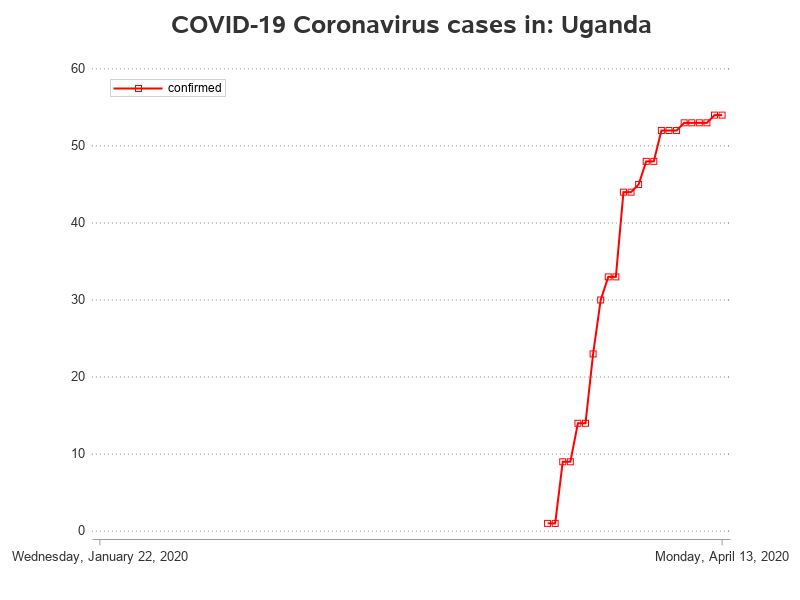 COVID-19 Coronavirus cases in: Uganda
60
confirmed
50
40
30
20
10
0
Wednesday, January 22, 2020
Monday, April 13, 2020